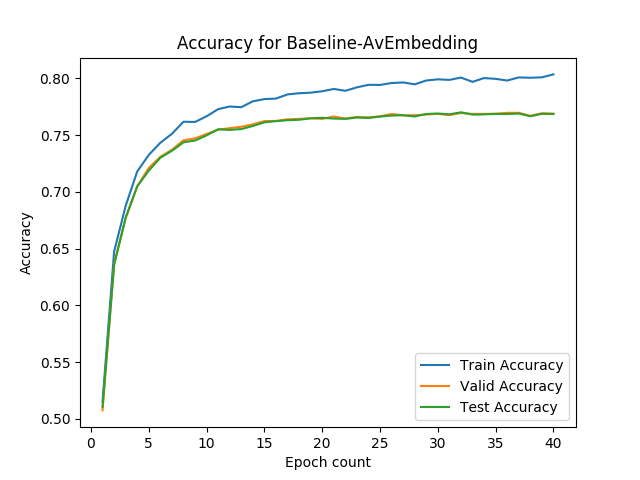 Accuracy for Baseline-AvEmbedding
0.80
0.75
0.70
0.65
0.60
0.55
0.50
Accuracy
Train Accuracy
Valid Accuracy
Test Accuracy
0 5 10 15 20 25 30 35 40
Epoch count